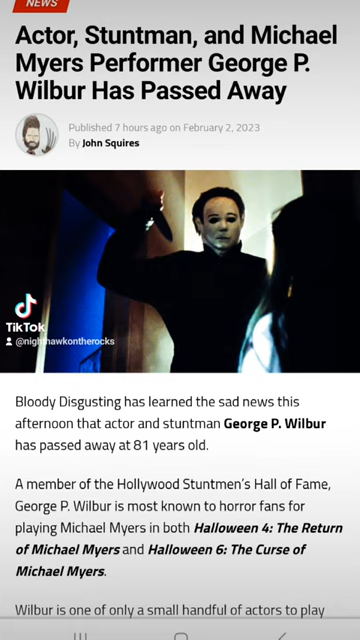 NEWS
Actor, Stuntman, and Michael
Myers Performer George P.
Wilbur Has Passed Away
Published 7 hours ago on February 2, 2023
By John Squires
TikTok
@nighthawkontherocks
Bloody Disgusting has learned the sad news this
afternoon that actor and stuntman George P. Wilbur
has passed away at 81 years old.
A member of the Hollywood Stuntmen's Hall of Fame,
George P. Wilbur is most known to horror fans for
playing Michael Myers in both Halloween 4: The Return
of Michael Myers and Halloween 6: The Curse of
Michael Myers.
Wilbur is one of only a small handful of actors to play